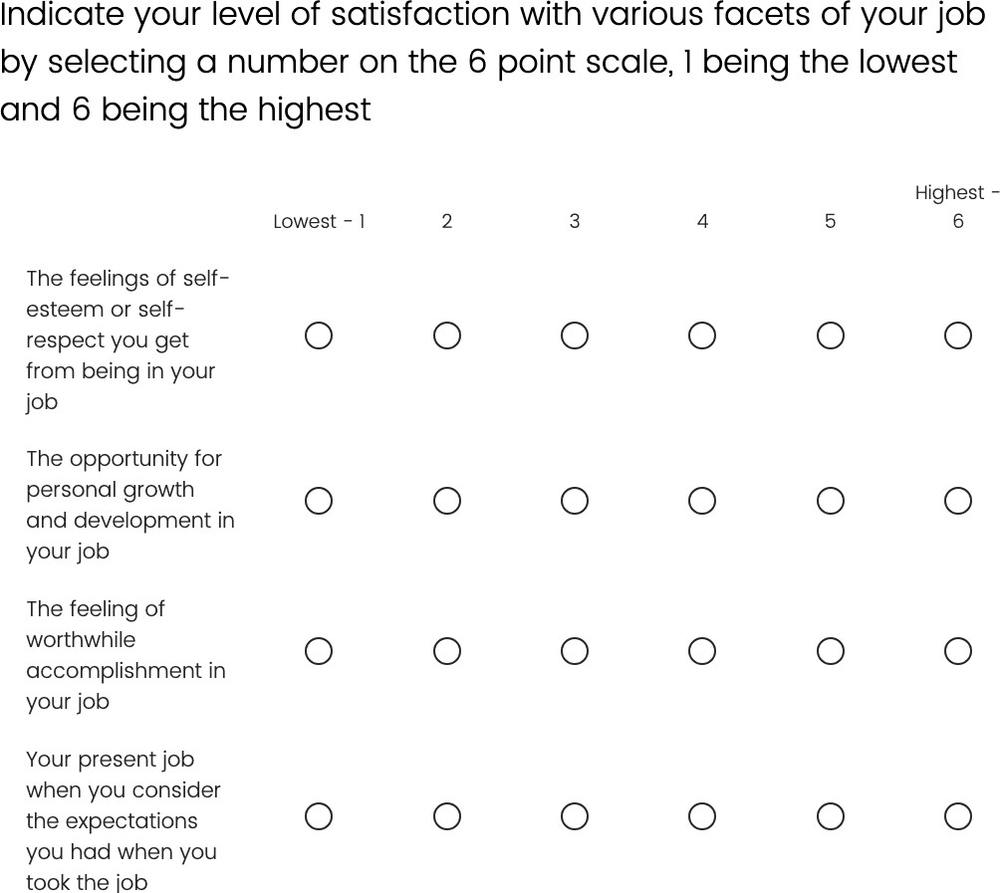 Indicate your level of satisfaction with various facets of your job
by selecting a number on the 6 point scale, 1 being the lowest
and 6 being the highest
Lowest - 1 2 3 4 5 Highest -
6
The feelings of self-
esteem or self-
respect you get
from being in your
job
The opportunity for
personal growth
and development in
your job
The feeling of
worthwhile
accomplishment in
your job
Your present job
when you consider
the expectations
you had when you
took the job